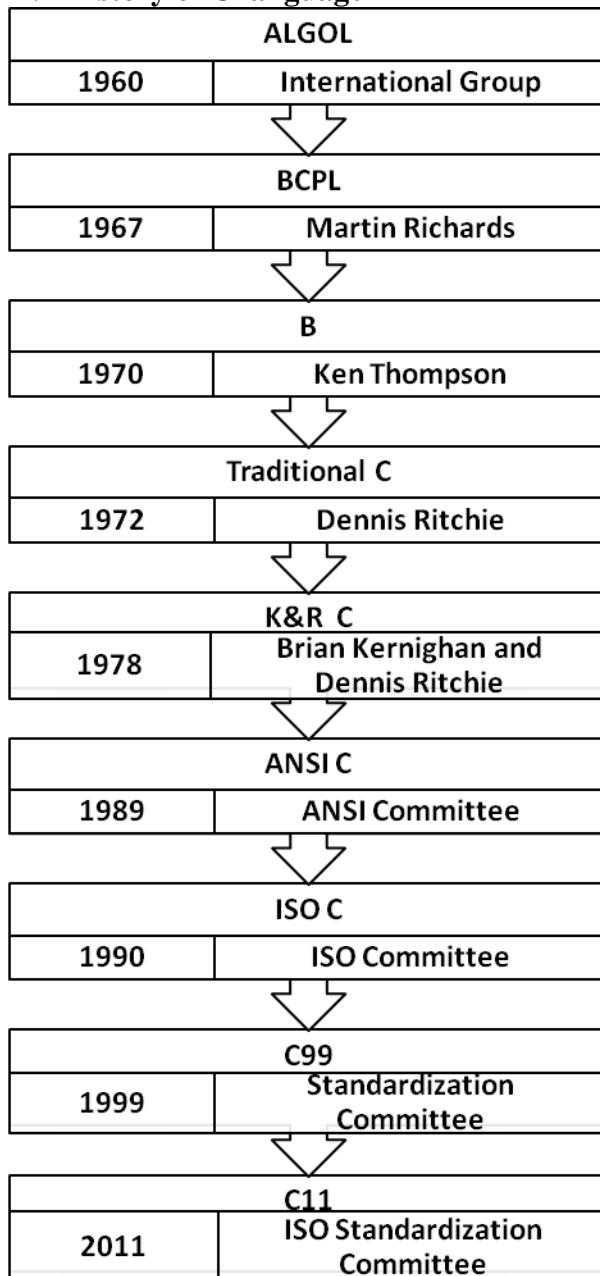 ALGOL
1960 International Group
BCPL
1967 Martin Richards
B
1970 Ken Thompson
Traditional C
1972 Dennis Ritchie
K&R C
1978 Brian Kernighan and
Dennis Ritchie
ANSI C
1989 ANSI Committee
ISO C
1990 ISO Committee
C99
1999 Standardization
Committee
C11
2011 ISO Standardization
Committee